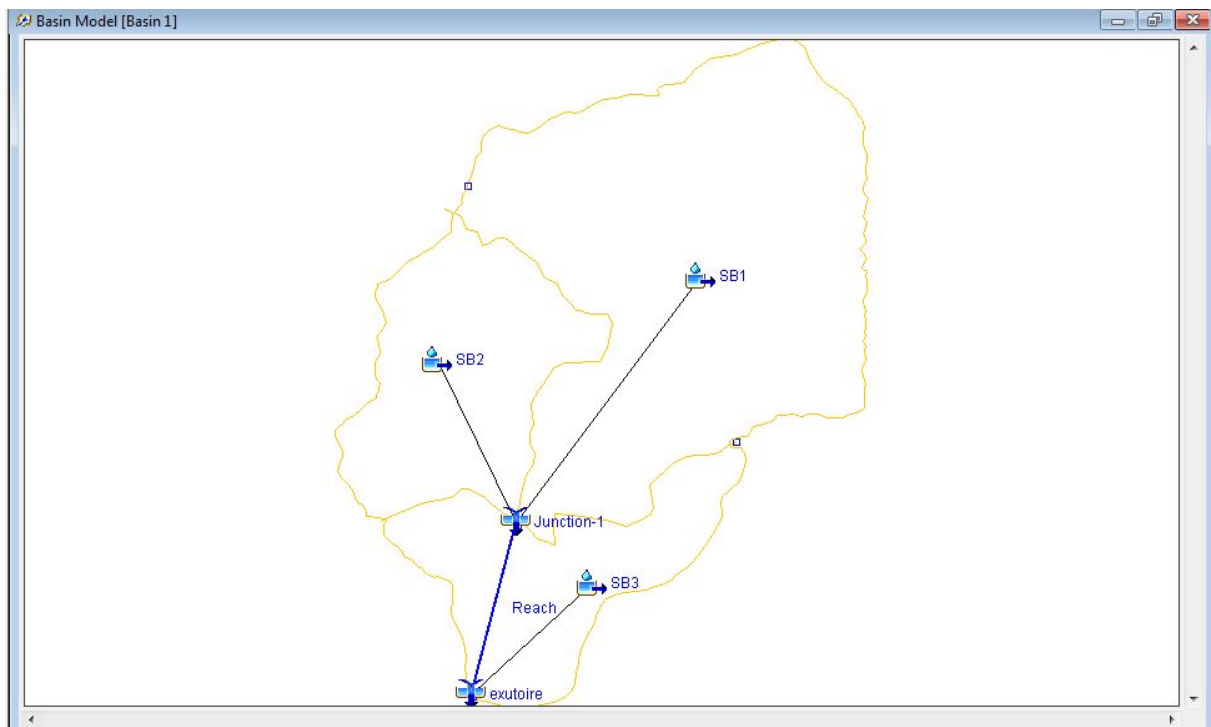 Basin Model [Basin 1]
SB1
SB2
Junction-1
SB3
Reach
exutoire